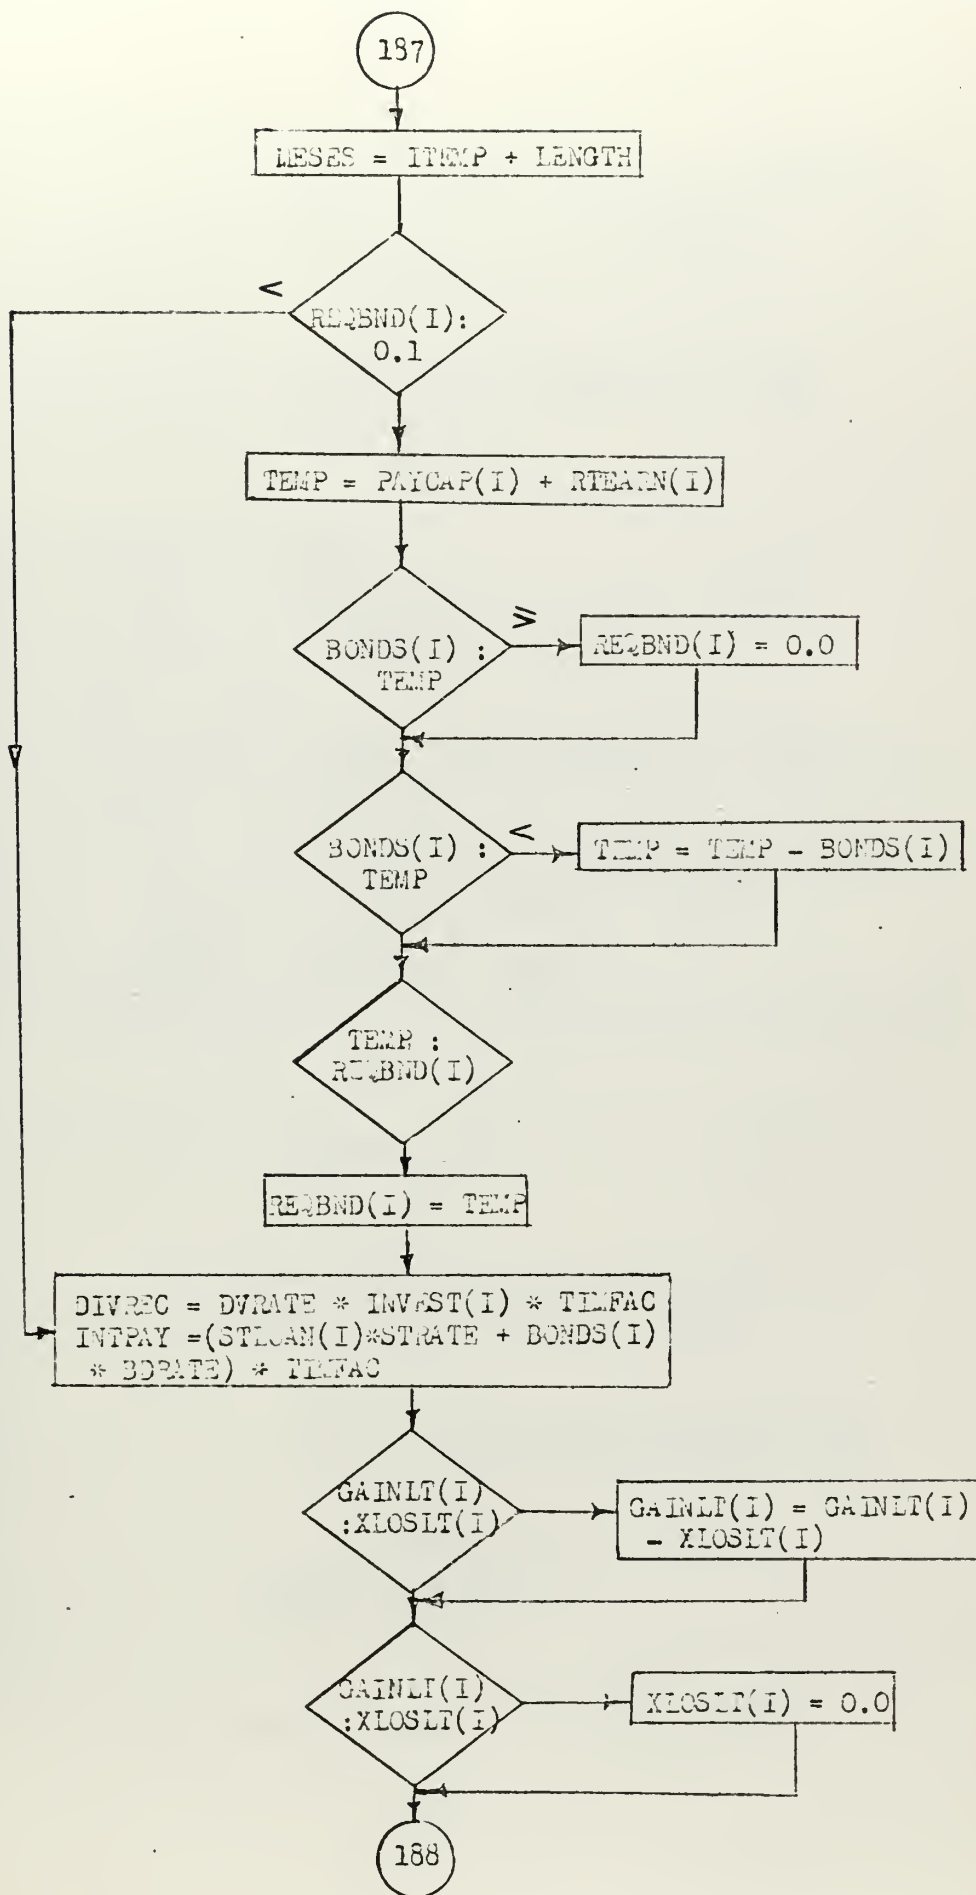 187
MESES = ITEMP + LENGTH
<
REQBND(I):
0.1
TEMP = PAYCAP(I) + RTEARN(I)
BONDS(I) :
TEMP
≥
REQBND(I) = 0.0
BONDS(I) :
TEMP
<
TEMP = TEMP - BONDS(I)
TEMP :
REQBND(I)
REQBND(I) = TEMP
DIVREC = DVRATE * INVEST(I) * TIMFAC
INTPAY =(STLOAN(I)*STRATE + BONDS(I)
* BDRATE) * TIMFAC
GAINLT(I)
:XLOSLT(I)
GAINLT(I) = GAINLT(I)
- XLOSLT(I)
GAINLT(I)
:XLOSLT(I)
XLOSLT(I) = 0.0
188